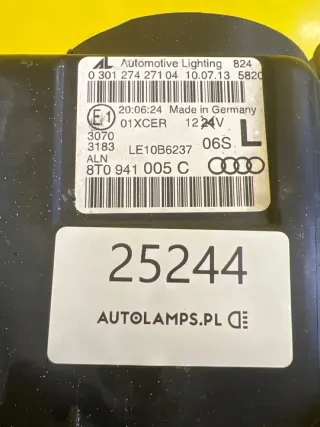 AL Automotive Lighting 824
0 301 274 271 04 10.07.13 5820
E1 20:06:24 Made in Germany
01XCER 12 24V
3070
3183
ALN
LE10B6237 06S L
8T0 941 005 C
25244
AUTOLAMPS.PL